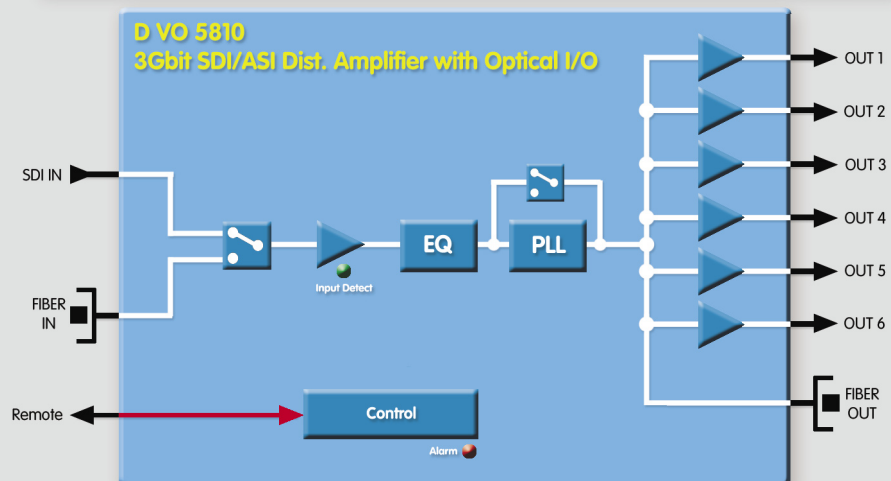 D VO 5810
3Gbit SDI/ASI Dist. Amplifier with Optical I/O
SDI IN
FIBER
IN
Remote
Input Detect
EQ
PLL
Control
Alarm
OUT 1
OUT 2
OUT 3
OUT 4
OUT 5
OUT 6
FIBER
OUT